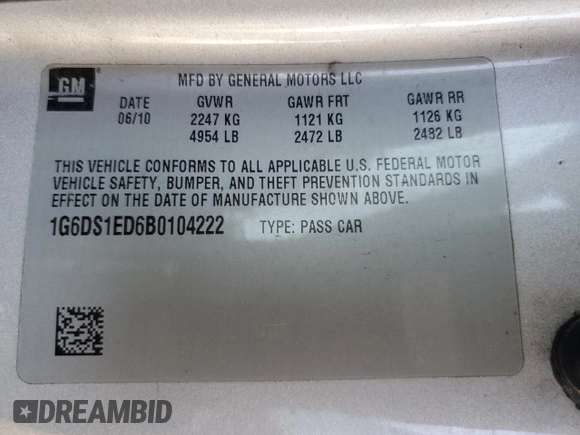 GM
MFD BY GENERAL MOTORS LLC
DATE GVWR GAWR FRT GAWR RR
06/10 2247 KG 1121 KG 1126 KG
4954 LB 2472 LB 2482 LB
THIS VEHICLE CONFORMS TO ALL APPLICABLE U.S. FEDERAL MOTOR
VEHICLE SAFETY, BUMPER, AND THEFT PREVENTION STANDARDS IN
EFFECT ON THE DATE OF MANUFACTURE SHOWN ABOVE.
1G6DS1ED6B0104222 TYPE: PASS CAR
DREAMBID